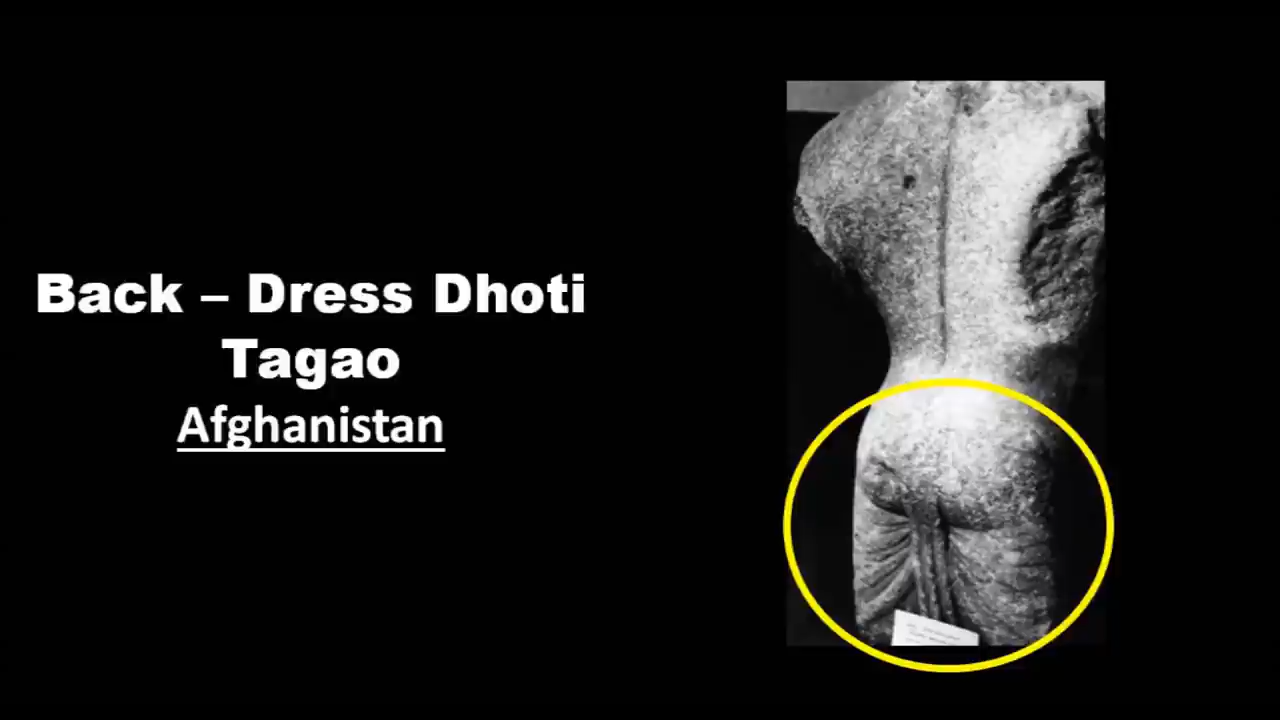 Back – Dress Dhoti
Tagao
Afghanistan